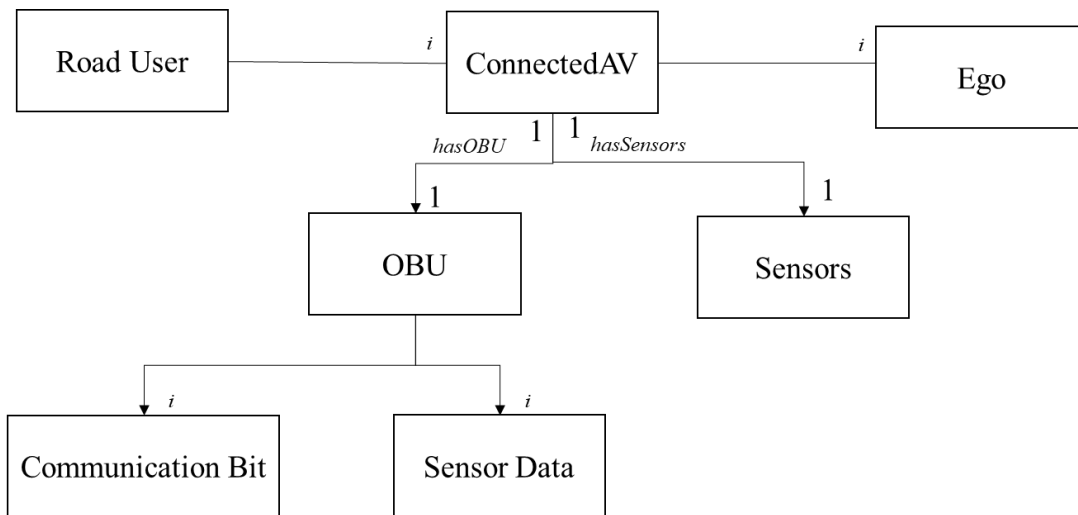 Road User
i
ConnectedAV
i
Ego
1
1
hasOBU
hasSensors
1
1
OBU
Sensors
i
i
Communication Bit
Sensor Data